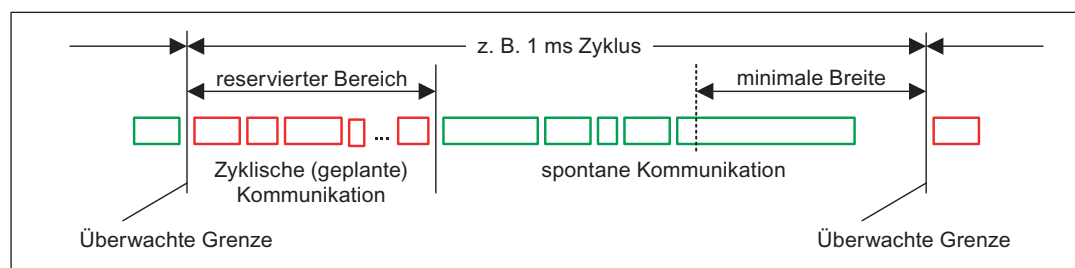 z. B. 1 ms Zyklus
reservierter Bereich
minimale Breite
...
Zyklische (geplante)
Kommunikation
spontane Kommunikation
Überwachte Grenze
Überwachte Grenze